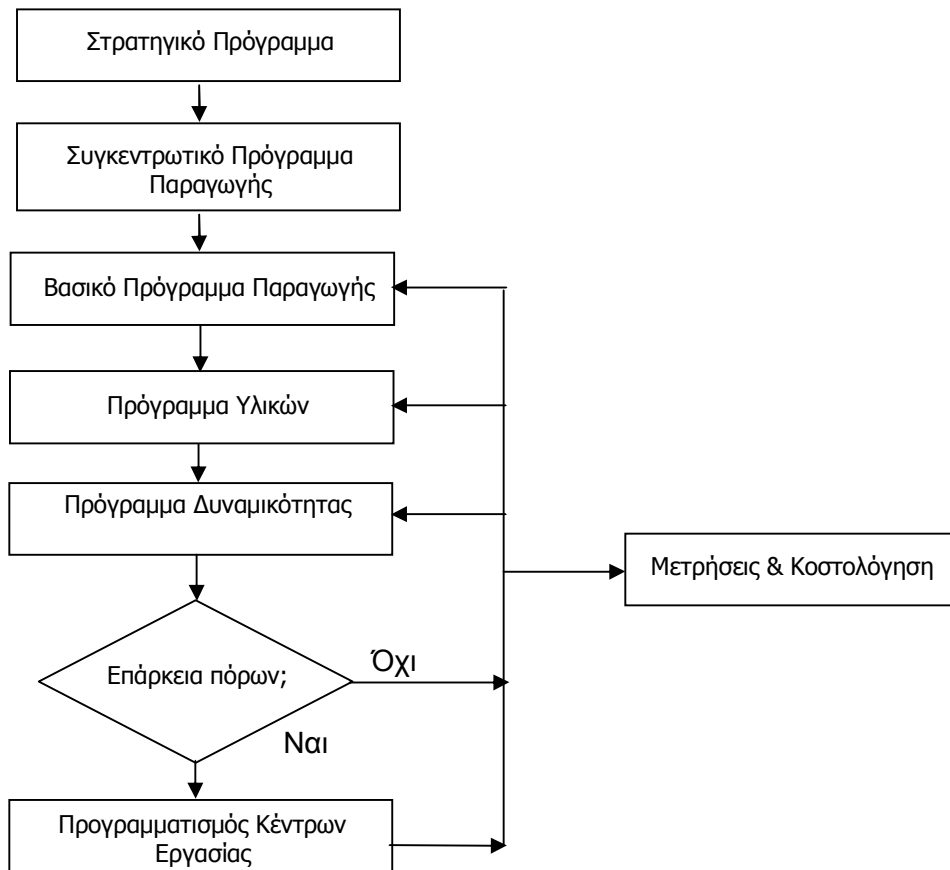 Στρατηγικό Πρόγραμμα
Συγκεντρωτικό Πρόγραμμα
Παραγωγής
Βασικό Πρόγραμμα Παραγωγής
Πρόγραμμα Υλικών
Πρόγραμμα Δυναμικότητας
Μετρήσεις & Κοστολόγηση
Επάρκεια πόρων;
Όχι
Ναι
Προγραμματισμός Κέντρων
Εργασίας